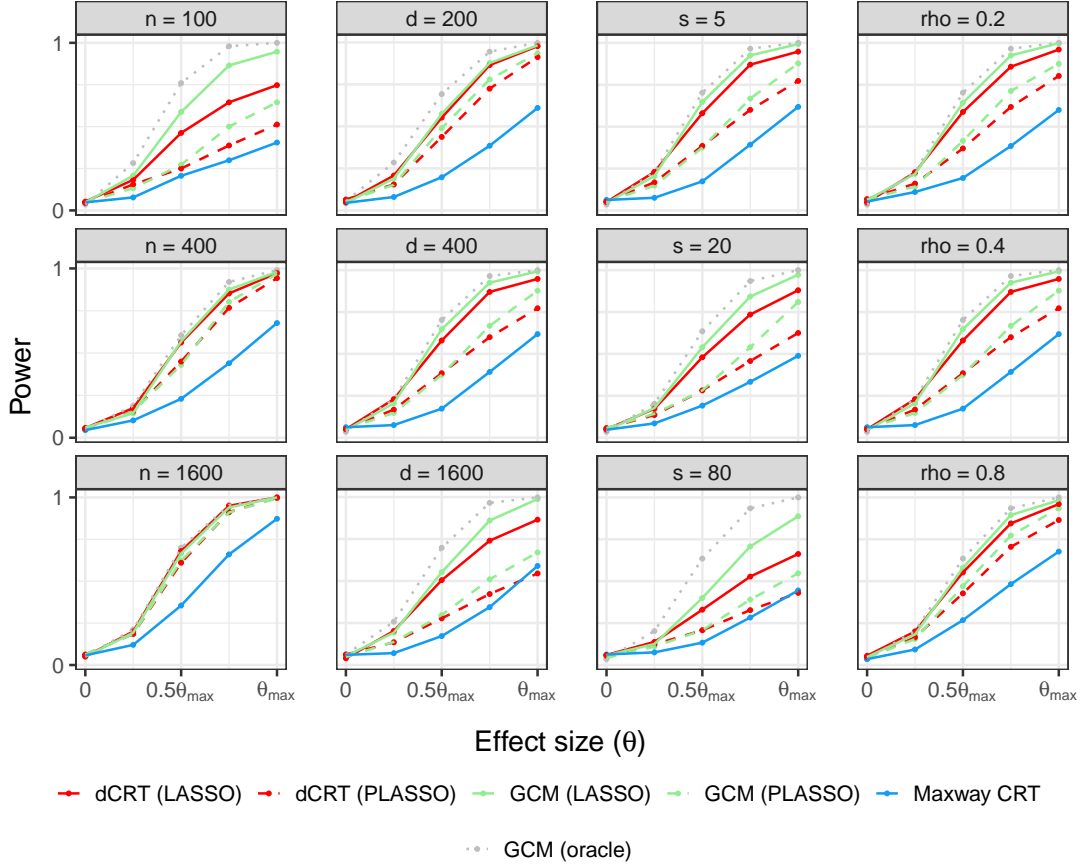 n = 100
d = 200
s = 5
rho = 0.2
1
0
n = 400
d = 400
s = 20
rho = 0.4
1
0
Power
n = 1600
d = 1600
s = 80
rho = 0.8
1
0
0 0.5θmax θmax
0 0.5θmax θmax
0 0.5θmax θmax
0 0.5θmax θmax
Effect size (θ)
dCRT (LASSO)
dCRT (PLASSO)
GCM (LASSO)
GCM (PLASSO)
Maxway CRT
GCM (oracle)